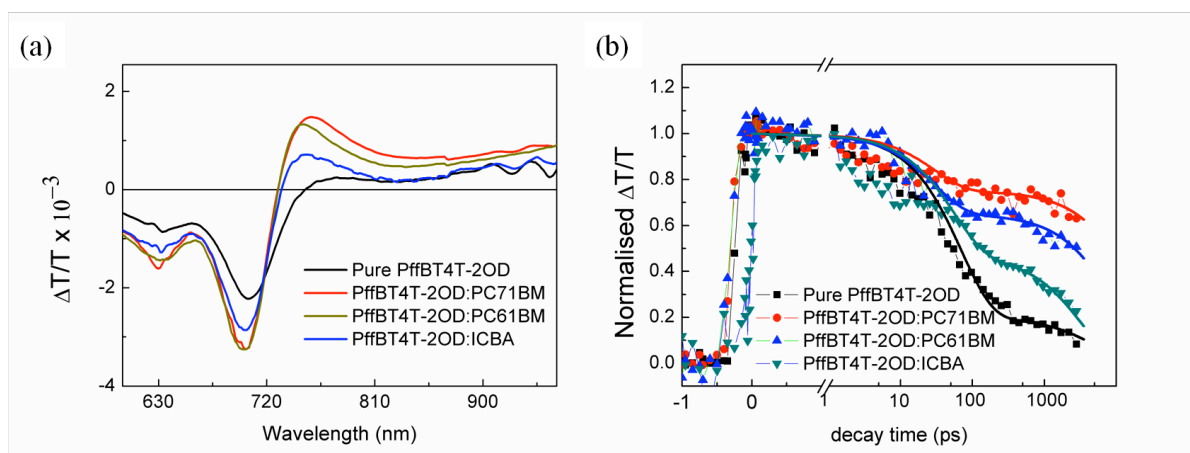 (a)
ΔT/T x 10⁻³
2
0
-2
-4
630
720
810
900
Wavelength (nm)
Pure PffBT4T-2OD
PffBT4T-2OD:PC71BM
PffBT4T-2OD:PC61BM
PffBT4T-2OD:ICBA
(b)
Normalised ΔT/T
1.2
1.0
0.8
0.6
0.4
0.2
0.0
-1
0
1
10
100
1000
decay time (ps)
Pure PffBT4T-2OD
PffBT4T-2OD:PC71BM
PffBT4T-2OD:PC61BM
PffBT4T-2OD:ICBA